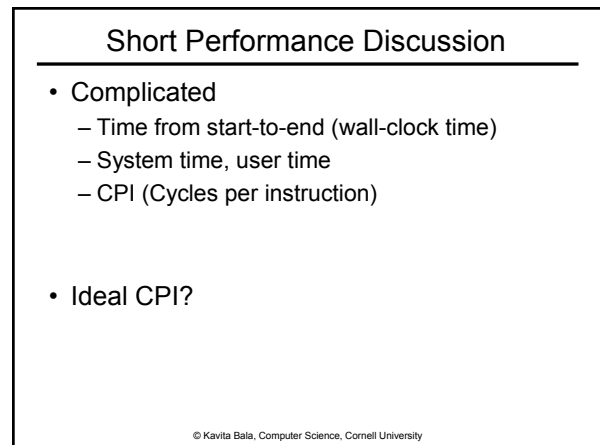 Short Performance Discussion
• Complicated
– Time from start-to-end (wall-clock time)
– System time, user time
– CPI (Cycles per instruction)
• Ideal CPI?
© Kavita Bala, Computer Science, Cornell University